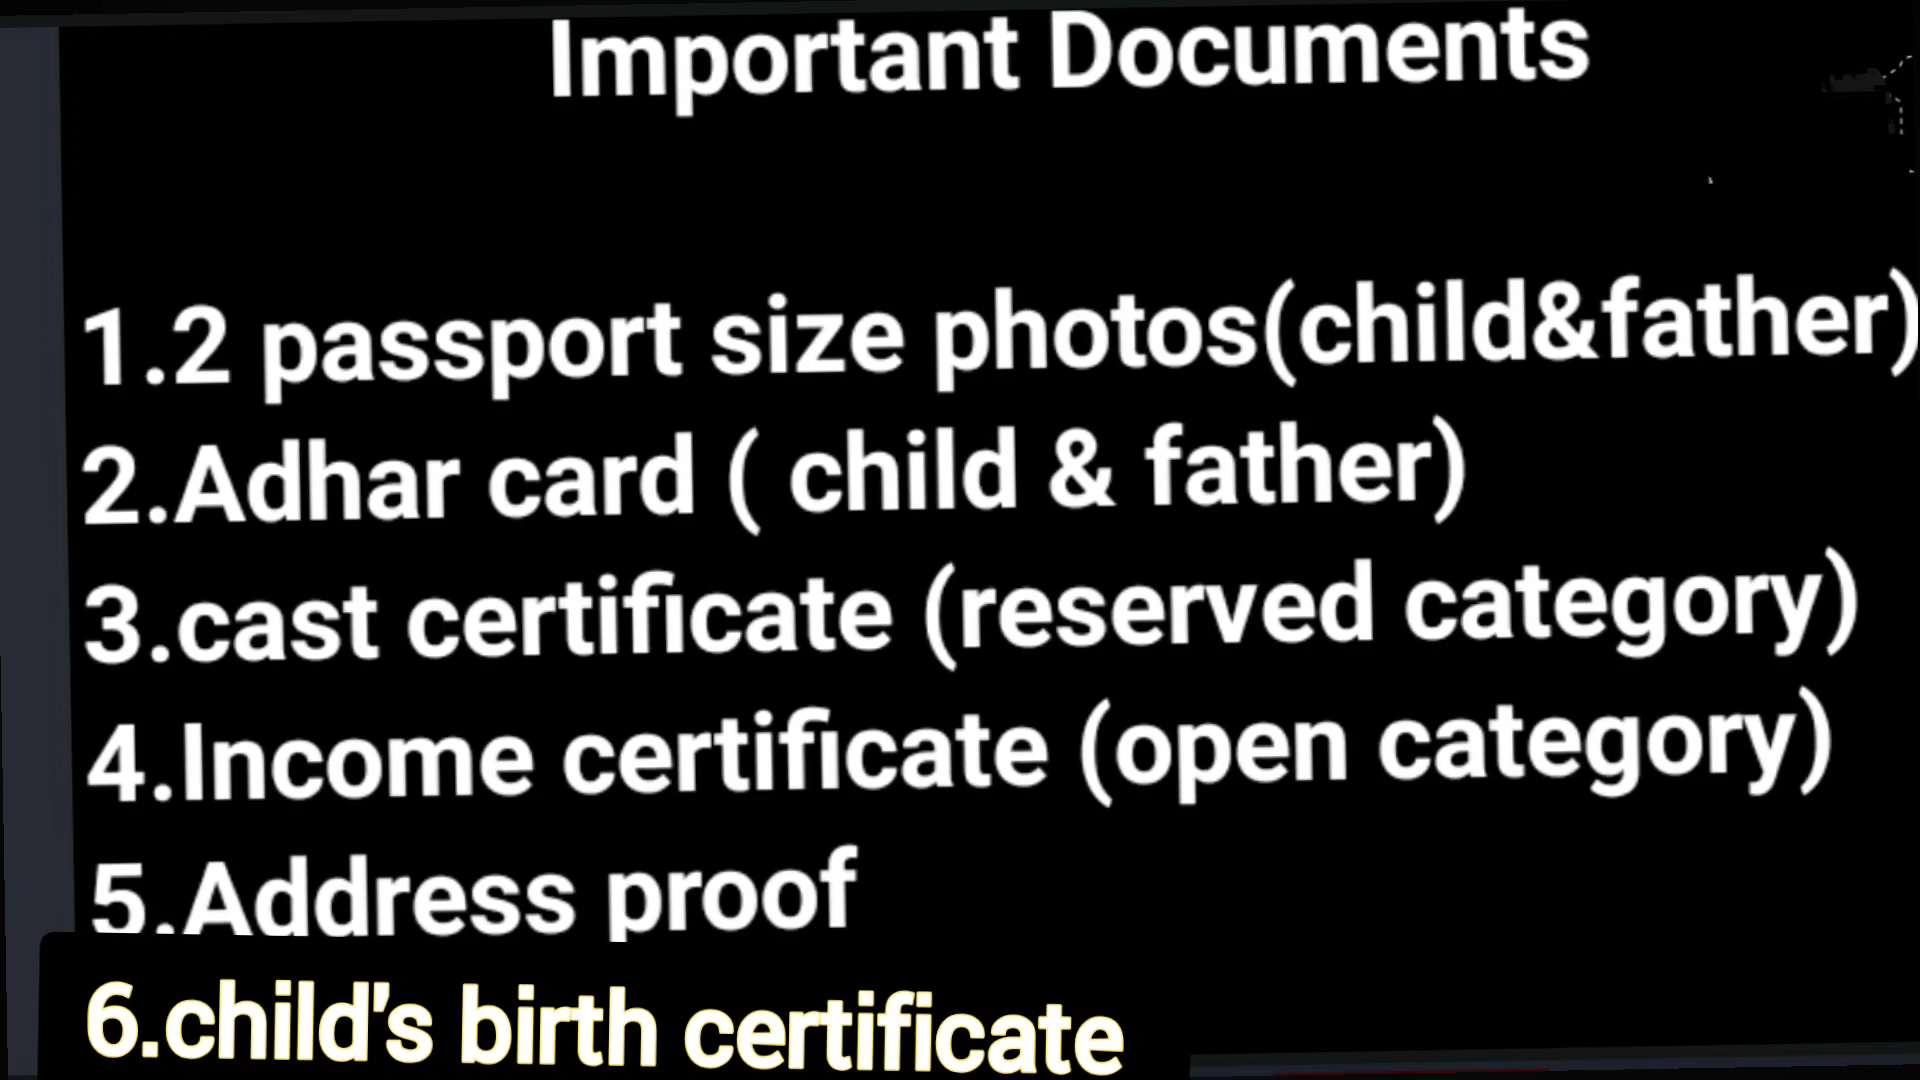 Important Documents
1.2 passport size photos(child&father)
2.Adhar card ( child & father)
3.cast certificate (reserved category)
4.Income certificate (open category)
5.Address proof
6.child's birth certificate